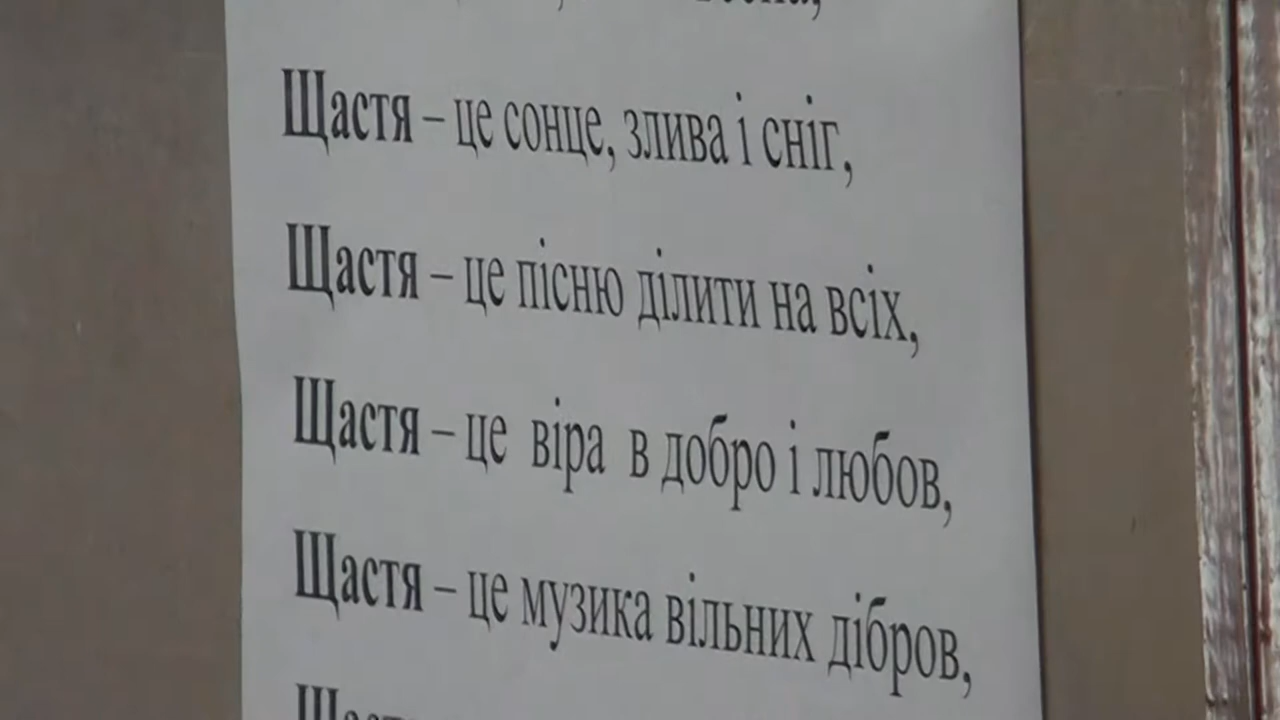 Щастя – це сонце, злива і сніг,
Щастя – це пісню ділити на всіх,
Щастя – це віра в добро і любов,
Щастя – це музика вільних дібров,